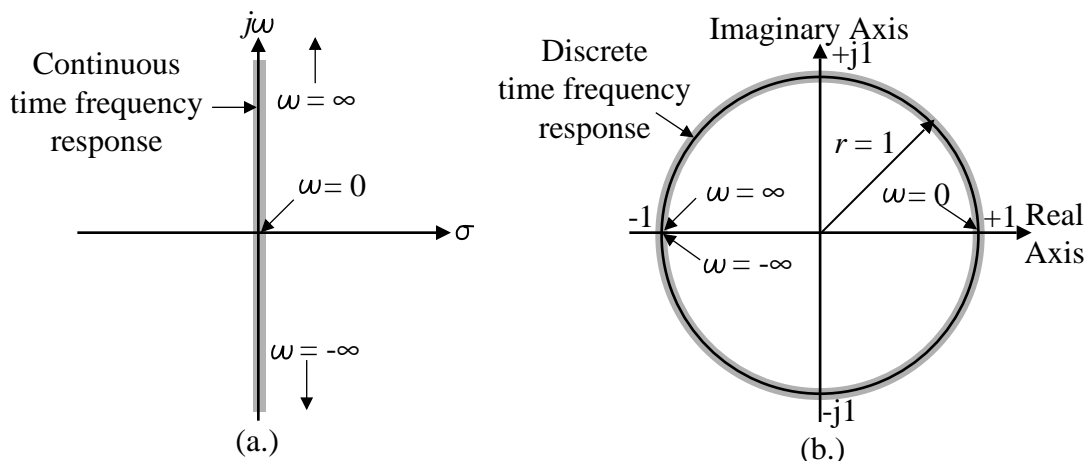 jω
Continuous
time frequency
response
ω = ∞
ω = 0
σ
ω = -∞
(a.)
Imaginary Axis
+j1
Discrete
time frequency
response
r = 1
ω = ∞
ω = 0
-1
+1
Real
Axis
ω = -∞
-j1
(b.)